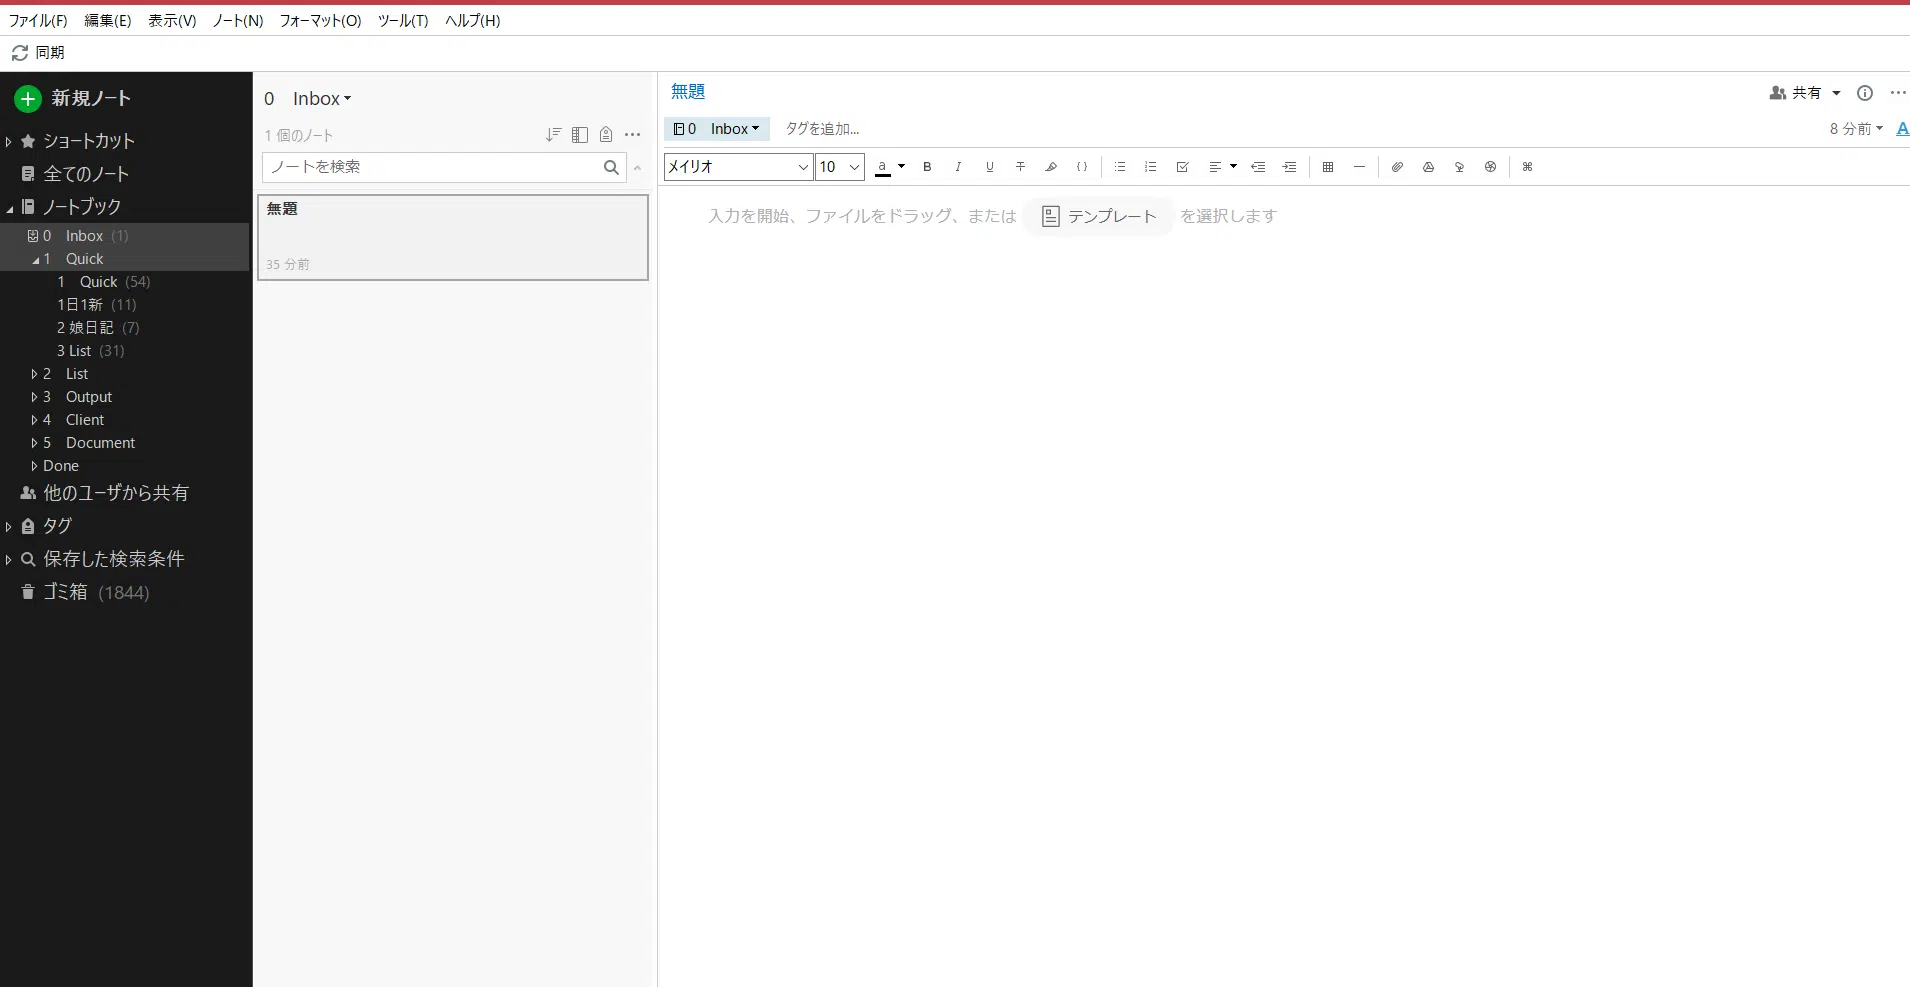 ファイル(F) 編集(E) 表示(V) ノート(N) フォーマット(O) ツール(T) ヘルプ(H)
同期
新規ノート
ショートカット
全てのノート
ノートブック
0 Inbox (1)
1 Quick
1 Quick (54)
1日1新 (11)
2 娘日記 (7)
3 List (31)
2 List
3 Output
4 Client
5 Document
Done
他のユーザから共有
タグ
保存した検索条件
ゴミ箱 (1844)
0 Inbox
1 個のノート
ノートを検索
無題
35 分前
無題
共有
0 Inbox タグを追加...
8 分前 A
メイリオ 10 a B I U T
入力を開始、ファイルをドラッグ、または テンプレート を選択します